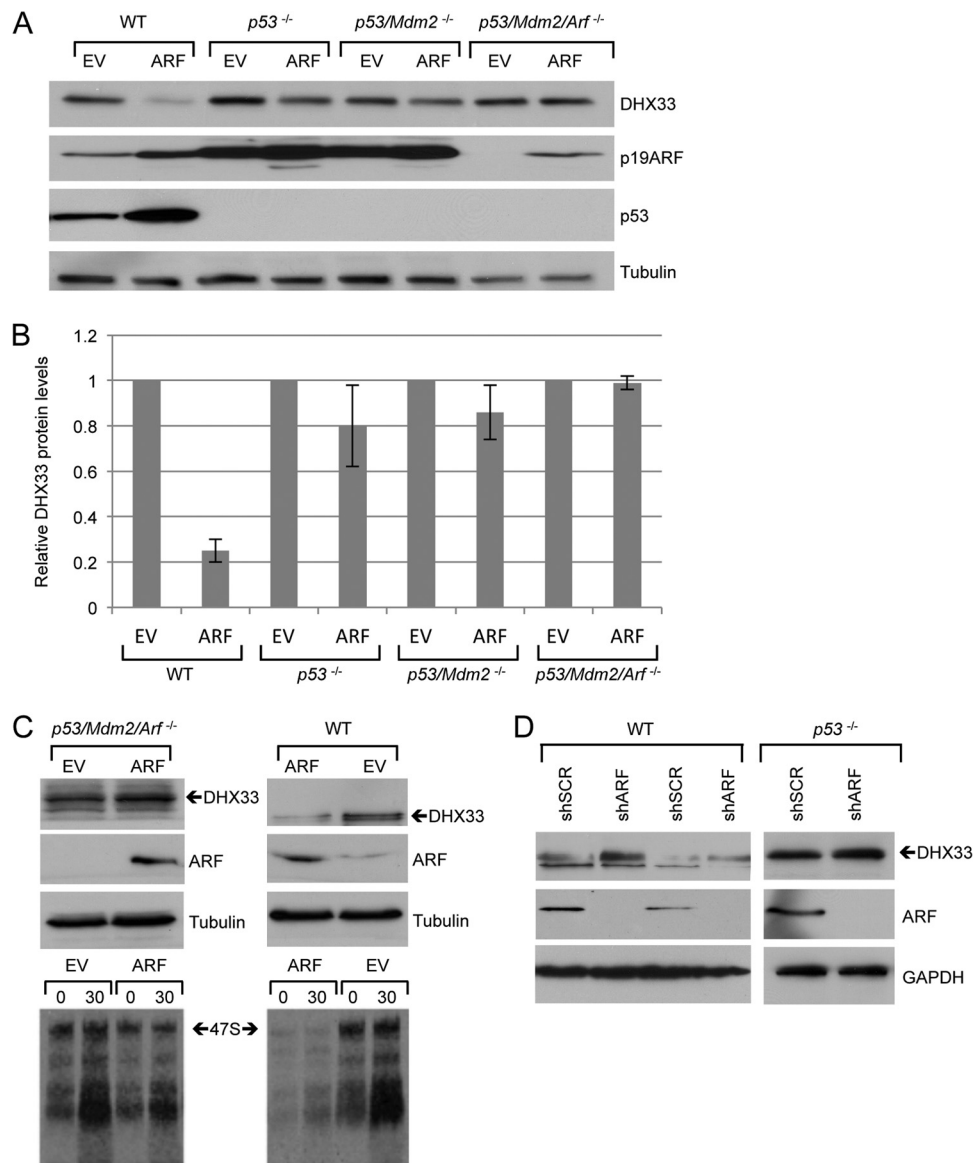 A
WT p53 -/- p53/Mdm2 -/- p53/Mdm2/Arf -/-
EV ARF EV ARF EV ARF EV ARF
DHX33
p19ARF
p53
Tubulin
B
Relative DHX33 protein levels
1.2
1
0.8
0.6
0.4
0.2
0
EV ARF EV ARF EV ARF EV ARF
WT p53 -/- p53/Mdm2 -/- p53/Mdm2/Arf -/-
C
p53/Mdm2/Arf -/-
EV ARF
←DHX33
ARF
Tubulin
EV ARF
0 30 0 30
←47S→
WT
ARF EV
←DHX33
ARF
Tubulin
ARF EV
0 30 0 30
D
WT p53 -/-
shSCR shARF shSCR shARF shSCR shARF
←DHX33
ARF
GAPDH